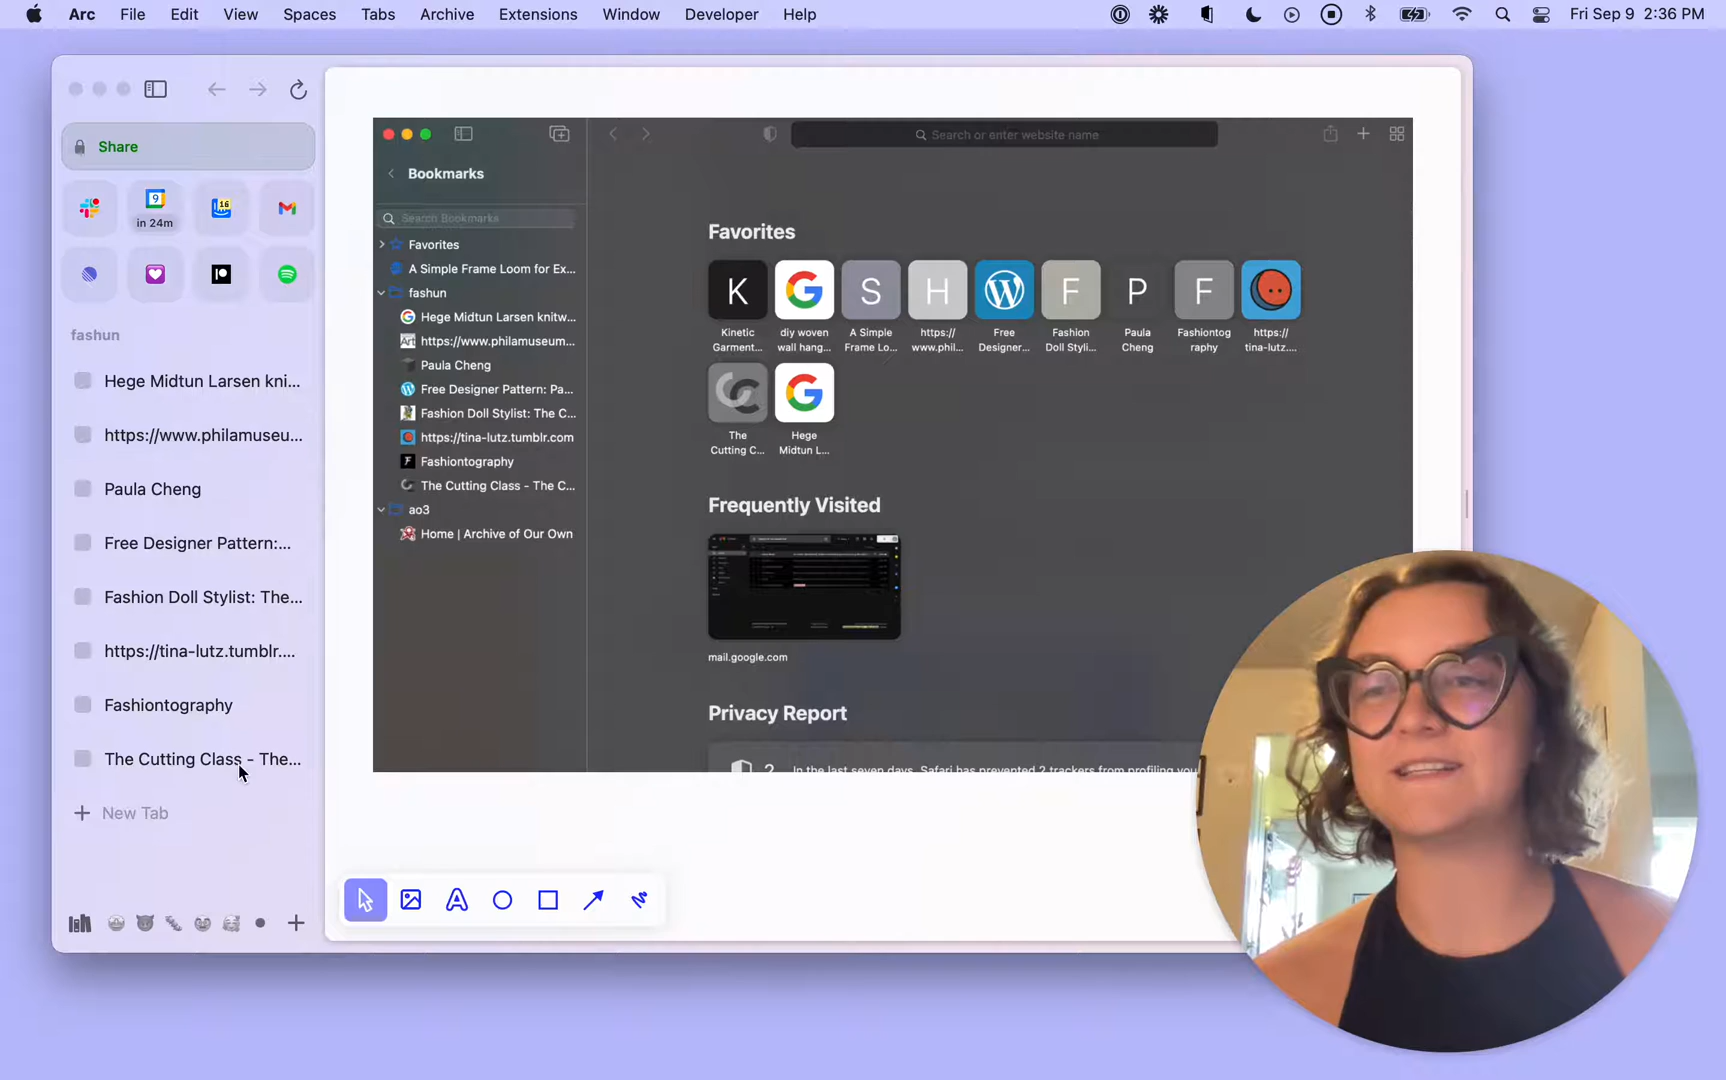 Arc File Edit View Spaces Tabs Archive Extensions Window Developer Help Fri Sep 9 2:36 PM
Share
9
16
in 24m
fashun
Hege Midtun Larsen kni...
https://www.philamuseu...
Paula Cheng
Free Designer Pattern:...
Fashion Doll Stylist: The...
https://tina-lutz.tumblr....
Fashiontography
The Cutting Class - The...
+ New Tab
Search or enter website name
Bookmarks
Search Bookmarks
Favorites
A Simple Frame Loom for Ex...
fashun
Hege Midtun Larsen knitw...
Art https://www.philamuseum...
Paula Cheng
Free Designer Pattern: Pa...
Fashion Doll Stylist: The C...
https://tina-lutz.tumblr.com
F Fashiontography
The Cutting Class - The C...
ao3
Home | Archive of Our Own
Favorites
K G S H W F P F
Kinetic Garment...
diy woven wall hang...
A Simple Frame Lo...
https://www.phil...
Free Designer...
Fashion Doll Styli...
Paula Cheng
Fashiontography
https://tina-lutz....
CC G
The Cutting C...
Hege Midtun L...
Frequently Visited
mail.google.com
Privacy Report
2 In the last seven days, Safari has prevented 2 trackers from profiling you